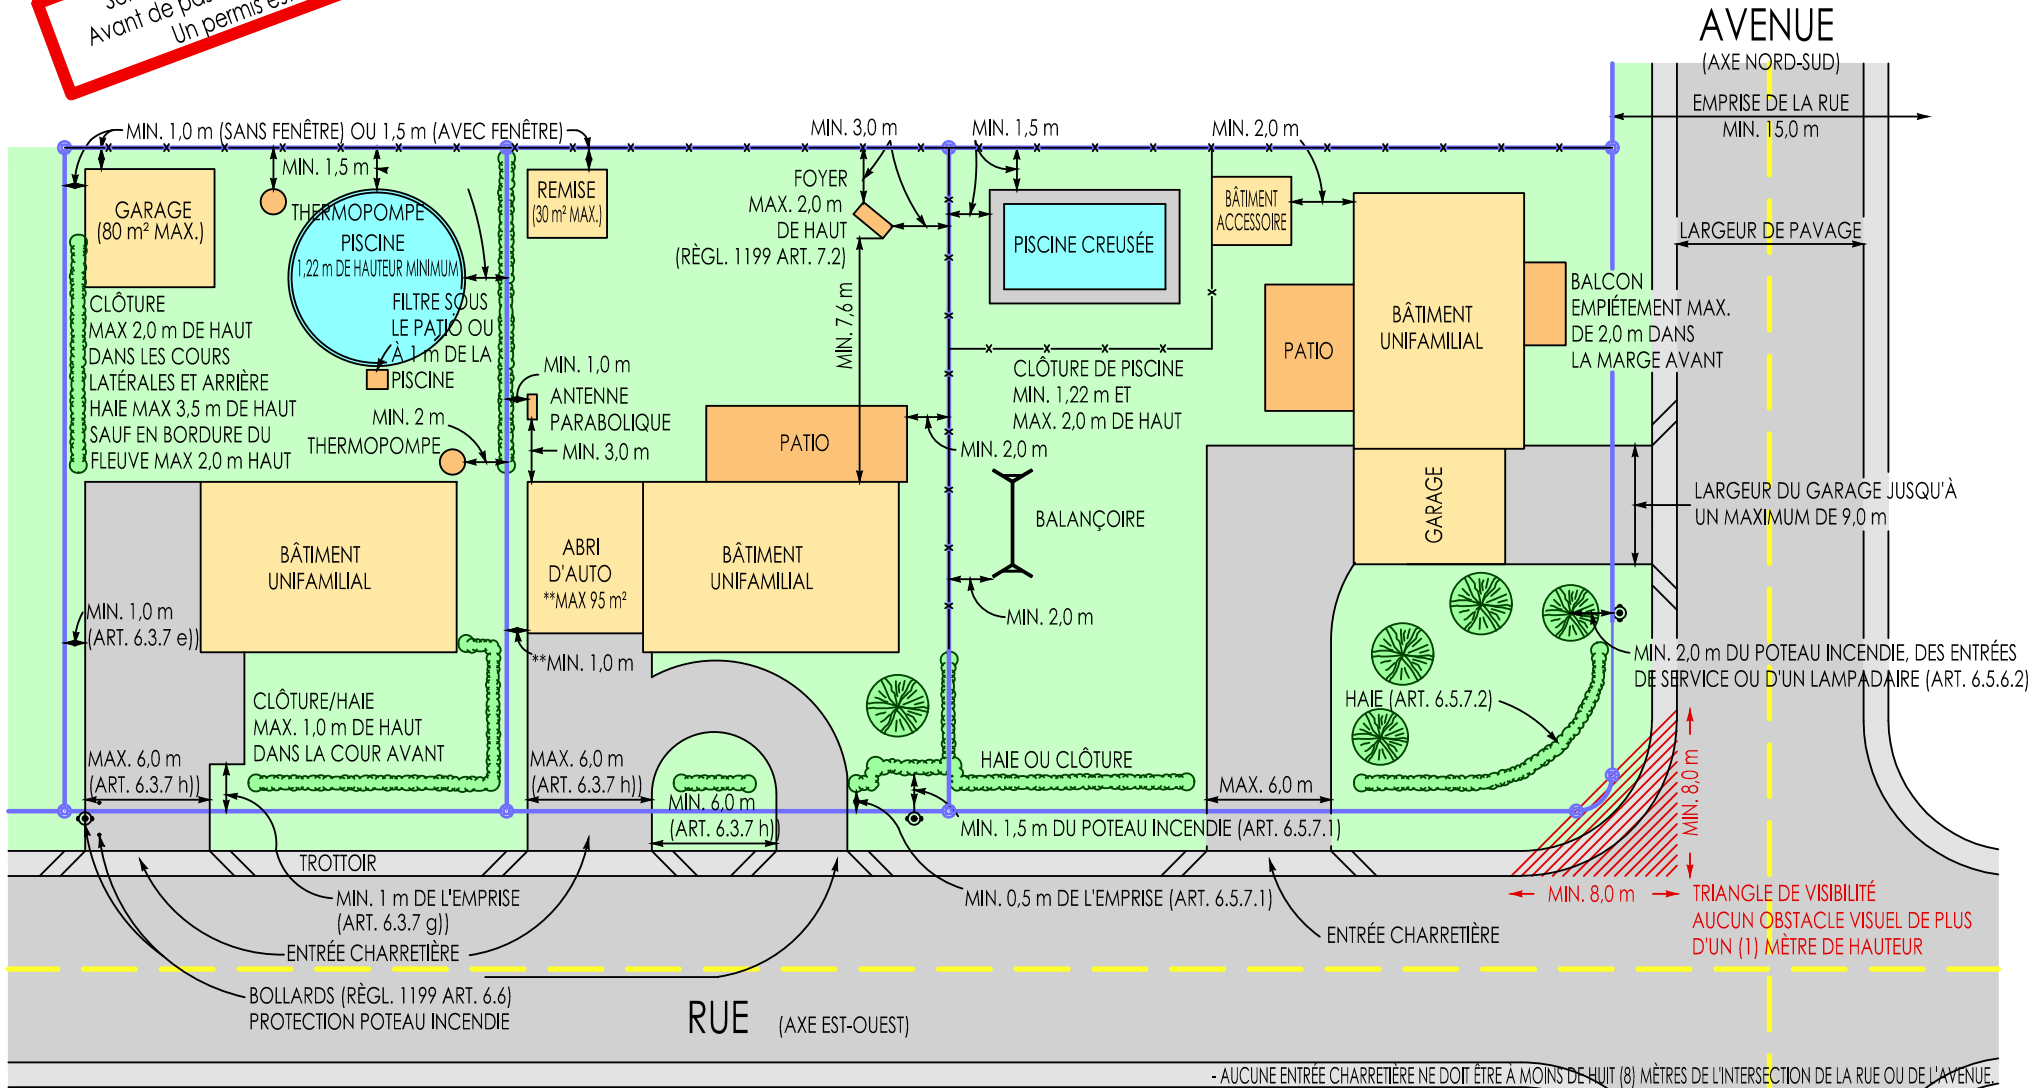 Avant de pas
Un permis es
AVENUE
(AXE NORD-SUD)
EMPRISE DE LA RUE
MIN. 15,0 m
MIN. 1,0 m (SANS FENÊTRE) OU 1,5 m (AVEC FENÊTRE)
MIN. 3,0 m
MIN. 1,5 m
MIN. 2,0 m
MIN. 1,5 m
GARAGE
(80 m² MAX.)
THERMOPOMPE
PISCINE
1,22 m DE HAUTEUR MINIMUM
REMISE
(30 m² MAX.)
FOYER
MAX. 2,0 m
DE HAUT
(RÈGL. 1199 ART. 7.2)
PISCINE CREUSÉE
BÂTIMENT
ACCESSOIRE
LARGEUR DE PAVAGE
CLÔTURE
MAX 2,0 m DE HAUT
DANS LES COURS
LATÉRALES ET ARRIÈRE
HAIE MAX 3,5 m DE HAUT
SAUF EN BORDURE DU
FLEUVE MAX 2,0 m HAUT
FILTRE SOUS
LE PATIO OU
À 1 m DE LA
PISCINE
MIN. 2 m
THERMOPOMPE
MIN. 1,0 m
ANTENNE
PARABOLIQUE
MIN. 3,0 m
MIN. 7,6 m
PATIO
MIN. 2,0 m
CLÔTURE DE PISCINE
MIN. 1,22 m ET
MAX. 2,0 m DE HAUT
PATIO
BÂTIMENT
UNIFAMILIAL
BALCON
EMPIÉTEMENT MAX.
DE 2,0 m DANS
LA MARGE AVANT
BALANÇOIRE
GARAGE
LARGEUR DU GARAGE JUSQU'À
UN MAXIMUM DE 9,0 m
BÂTIMENT
UNIFAMILIAL
ABRI
D'AUTO
**MAX 95 m²
BÂTIMENT
UNIFAMILIAL
MIN. 1,0 m
(ART. 6.3.7 e))
**MIN. 1,0 m
MIN. 2,0 m
MIN. 2,0 m DU POTEAU INCENDIE, DES ENTRÉES
DE SERVICE OU D'UN LAMPADAIRE (ART. 6.5.6.2)
CLÔTURE/HAIE
MAX. 1,0 m DE HAUT
DANS LA COUR AVANT
HAIE (ART. 6.5.7.2)
MAX. 6,0 m
(ART. 6.3.7 h))
MAX. 6,0 m
(ART. 6.3.7 h))
MIN. 6,0 m
(ART. 6.3.7 h))
HAIE OU CLÔTURE
MAX. 6,0 m
MIN. 8,0 m
MIN. 1,5 m DU POTEAU INCENDIE (ART. 6.5.7.1)
TROTTOIR
MIN. 1 m DE L'EMPRISE
(ART. 6.3.7 g))
MIN. 0,5 m DE L'EMPRISE (ART. 6.5.7.1)
MIN. 8,0 m
TRIANGLE DE VISIBILITÉ
AUCUN OBSTACLE VISUEL DE PLUS
D'UN (1) MÈTRE DE HAUTEUR
ENTRÉE CHARRETIÈRE
ENTRÉE CHARRETIÈRE
BOLLARDS (RÈGL. 1199 ART. 6.6)
PROTECTION POTEAU INCENDIE
RUE
(AXE EST-OUEST)
- AUCUNE ENTRÉE CHARRETIÈRE NE DOIT ÊTRE À MOINS DE HUIT (8) MÈTRES DE L'INTERSECTION DE LA RUE OU DE L'AVENUE.